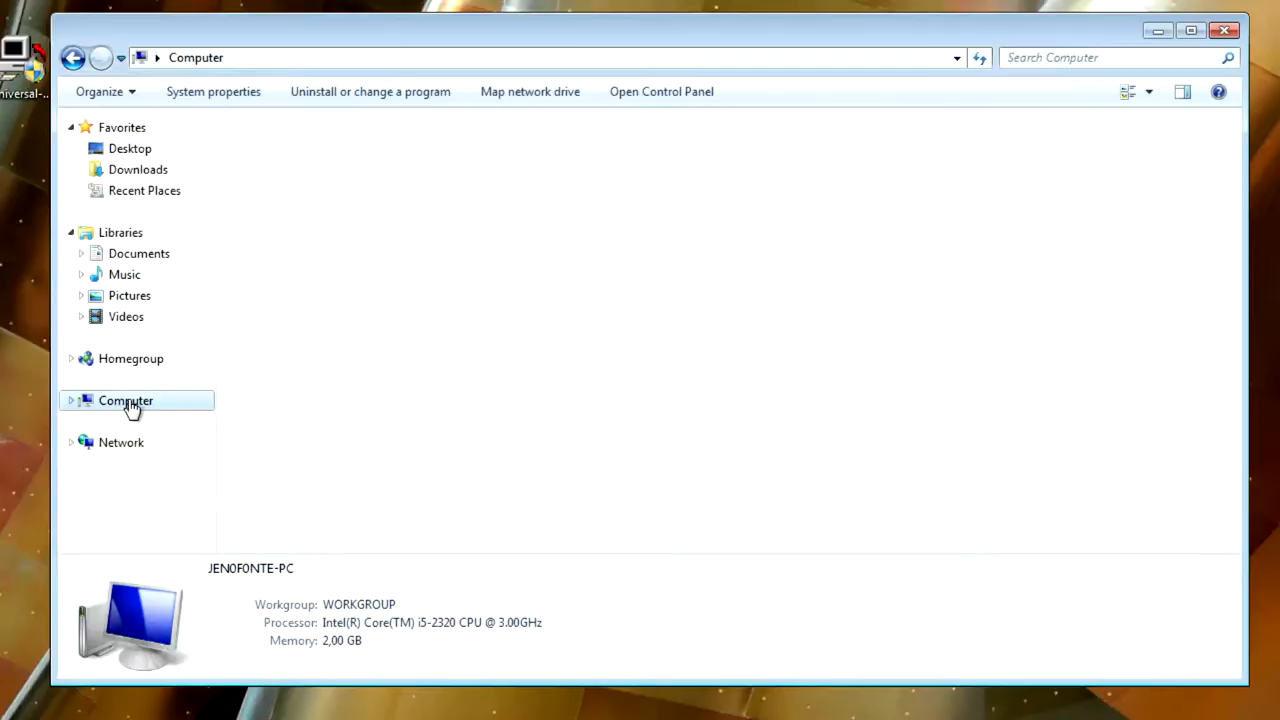 niversal-...
Computer
Search Computer
Organize
System properties
Uninstall or change a program
Map network drive
Open Control Panel
Favorites
Desktop
Downloads
Recent Places
Libraries
Documents
Music
Pictures
Videos
Homegroup
Computer
Network
JENOFONTE-PC
Workgroup: WORKGROUP
Processor: Intel(R) Core(TM) i5-2320 CPU @ 3.00GHz
Memory: 2,00 GB